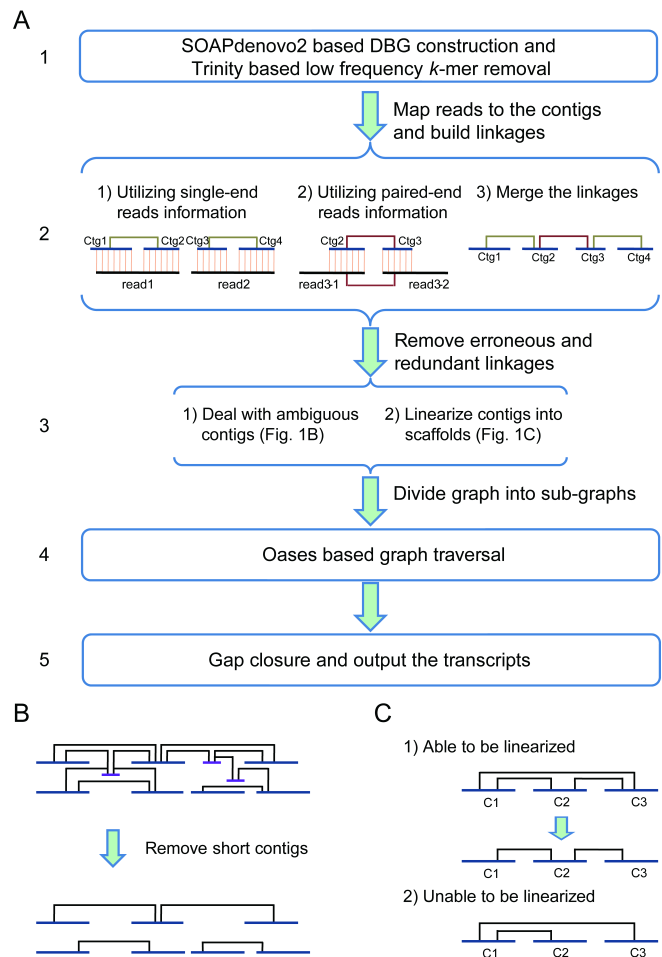 A
1
SOAPdenovo2 based DBG construction and
Trinity based low frequency k-mer removal
Map reads to the contigs
and build linkages
2
1) Utilizing single-end
reads information
Ctg1
Ctg2
Ctg3
Ctg4
read1
read2
2) Utilizing paired-end
reads information
Ctg2
Ctg3
read3-1
read3-2
3) Merge the linkages
Ctg1
Ctg2
Ctg3
Ctg4
Remove erroneous and
redundant linkages
3
1) Deal with ambiguous
contigs (Fig. 1B)
2) Linearize contigs into
scaffolds (Fig. 1C)
Divide graph into sub-graphs
4
Oases based graph traversal
5
Gap closure and output the transcripts
B
Remove short contigs
C
1) Able to be linearized
C1
C2
C3
C1
C2
C3
2) Unable to be linearized
C1
C2
C3